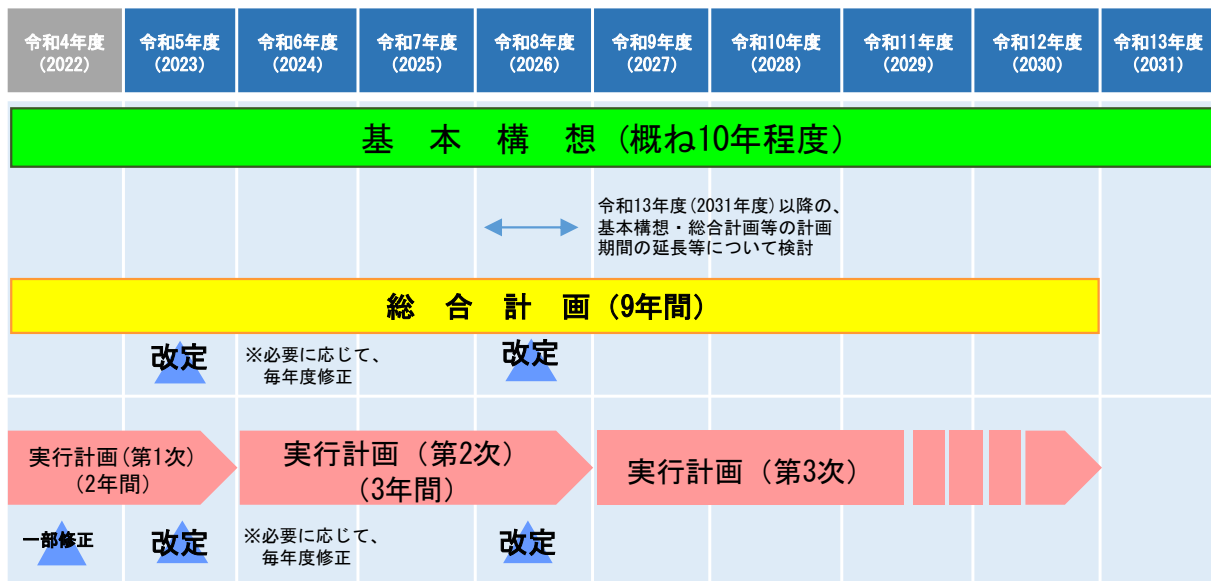 令和4年度
(2022)
令和5年度
(2023)
令和6年度
(2024)
令和7年度
(2025)
令和8年度
(2026)
令和9年度
(2027)
令和10年度
(2028)
令和11年度
(2029)
令和12年度
(2030)
令和13年度
(2031)
基 本 構 想 (概ね10年程度)
令和13年度(2031年度)以降の、
基本構想・総合計画等の計画
期間の延長等について検討
総 合 計 画 (9年間)
改定
※必要に応じて、
毎年度修正
改定
実行計画(第1次)
(2年間)
実行計画 (第2次)
(3年間)
実行計画 (第3次)
一部修正
改定
※必要に応じて、
毎年度修正
改定